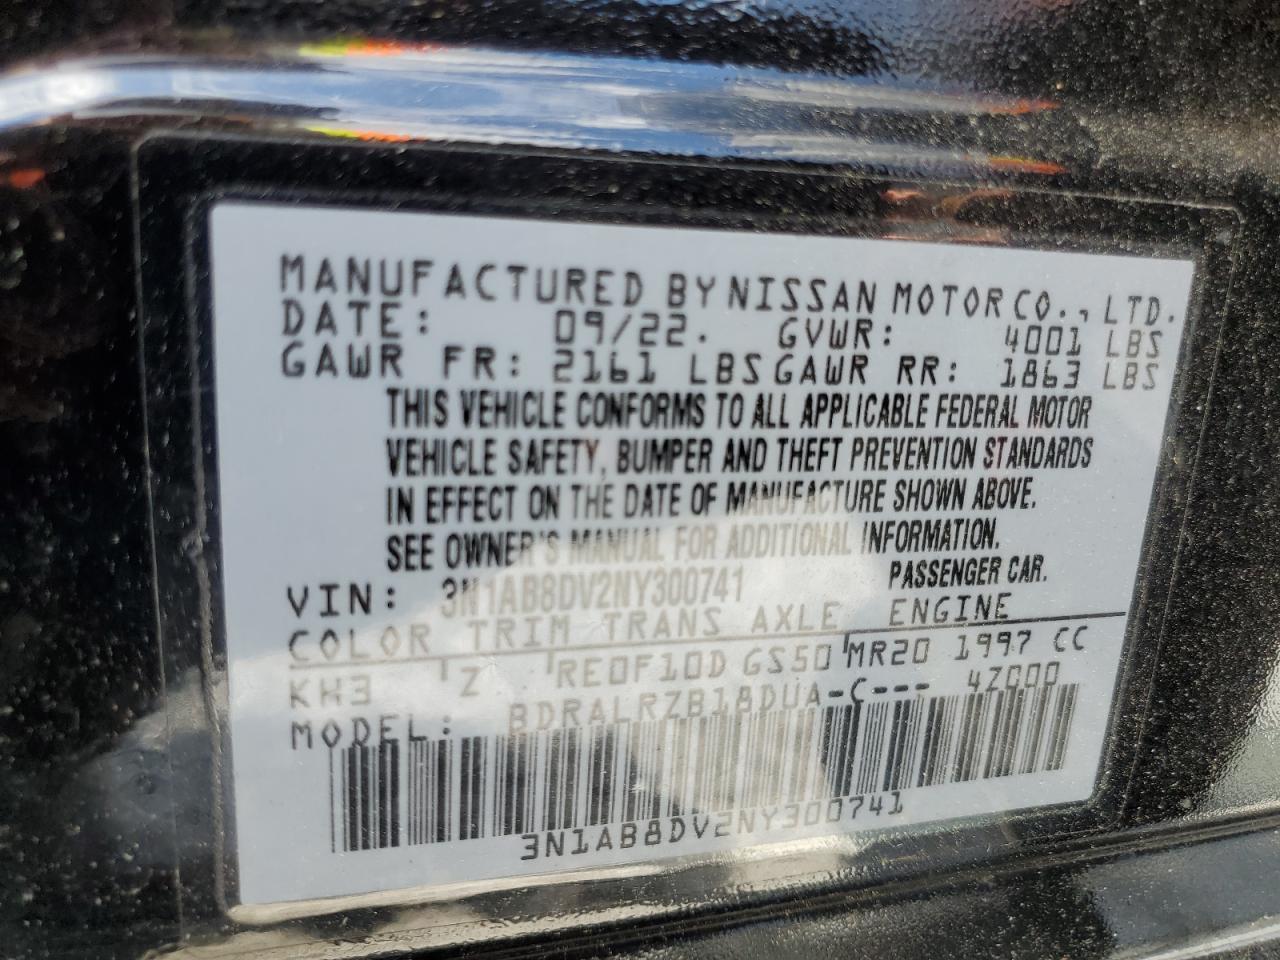 MANUFACTURED BY NISSAN MOTOR CO., LTD.
DATE: 09/22. GVWR: 4001 LBS
GAWR FR: 2161 LBS GAWR RR: 1863 LBS
THIS VEHICLE CONFORMS TO ALL APPLICABLE FEDERAL MOTOR
VEHICLE SAFETY, BUMPER AND THEFT PREVENTION STANDARDS
IN EFFECT ON THE DATE OF MANUFACTURE SHOWN ABOVE.
SEE OWNER'S MANUAL FOR ADDITIONAL INFORMATION.
VIN: 3N1AB8DV2NY300741 PASSENGER CAR.
COLOR TRIM TRANS AXLE ENGINE
KH3 Z RE0F10D GS50 MR20 1997 CC
MODEL: BDRALRZB18DUA-C--- 4Z000
3N1AB8DV2NY300741